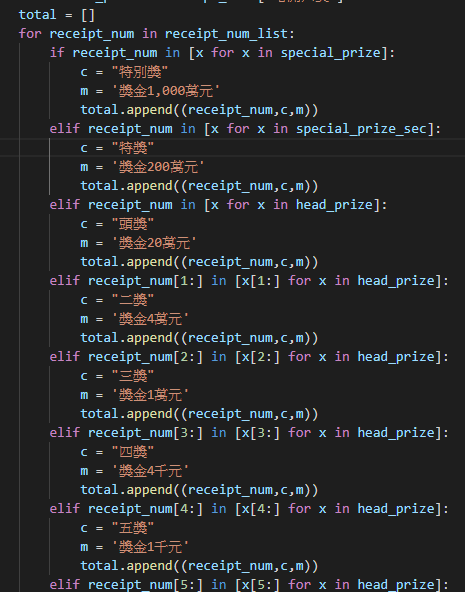 total = []
for receipt_num in receipt_num_list:
if receipt_num in [x for x in special_prize]:
c = "特別獎"
m = '獎金1,000萬元'
total.append((receipt_num,c,m))
elif receipt_num in [x for x in special_prize_sec]:
c = "特獎"
m = '獎金200萬元'
total.append((receipt_num,c,m))
elif receipt_num in [x for x in head_prize]:
c = "頭獎"
m = '獎金20萬元'
total.append((receipt_num,c,m))
elif receipt_num[1:] in [x[1:] for x in head_prize]:
c = "二獎"
m = '獎金4萬元'
total.append((receipt_num,c,m))
elif receipt_num[2:] in [x[2:] for x in head_prize]:
c = "三獎"
m = '獎金1萬元'
total.append((receipt_num,c,m))
elif receipt_num[3:] in [x[3:] for x in head_prize]:
c = "四獎"
m = '獎金4千元'
total.append((receipt_num,c,m))
elif receipt_num[4:] in [x[4:] for x in head_prize]:
c = "五獎"
m = '獎金1千元'
total.append((receipt_num,c,m))
elif receipt_num[5:] in [x[5:] for x in head_prize]: